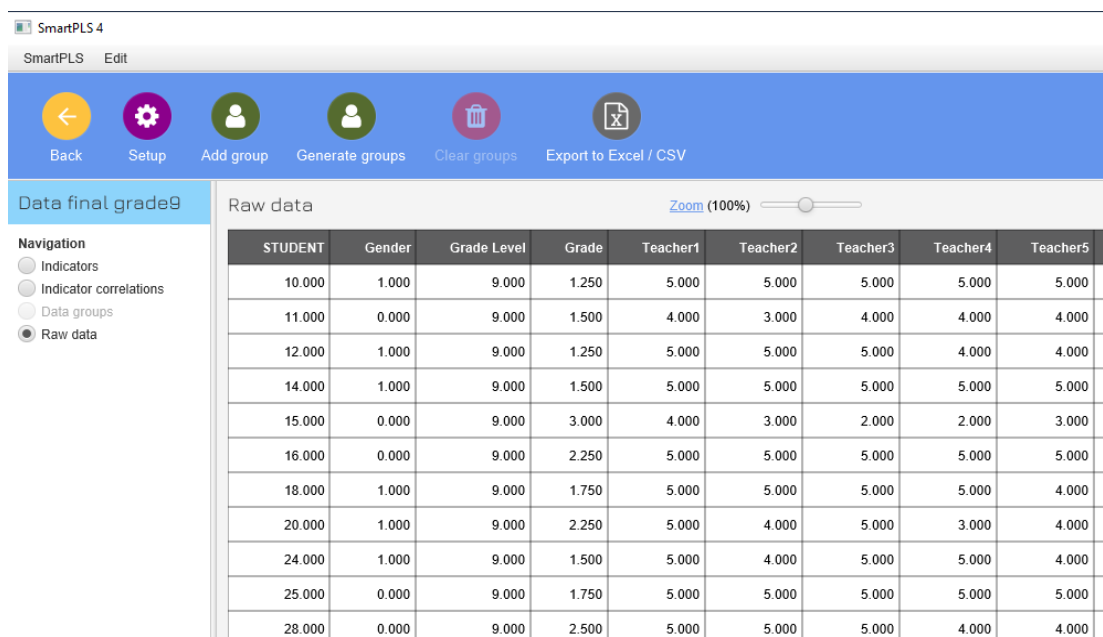 SmartPLS 4
SmartPLS Edit
Back Setup Add group Generate groups Clear groups Export to Excel / CSV
Data final grade9
Raw data Zoom (100%)
Navigation
Indicators
Indicator correlations
Data groups
Raw data
STUDENT Gender Grade Level Grade Teacher1 Teacher2 Teacher3 Teacher4 Teacher5
10.000 1.000 9.000 1.250 5.000 5.000 5.000 5.000 5.000
11.000 0.000 9.000 1.500 4.000 3.000 4.000 4.000 4.000
12.000 1.000 9.000 1.250 5.000 5.000 5.000 4.000 4.000
14.000 1.000 9.000 1.500 5.000 5.000 5.000 5.000 5.000
15.000 0.000 9.000 3.000 4.000 3.000 2.000 2.000 3.000
16.000 0.000 9.000 2.250 5.000 5.000 5.000 5.000 5.000
18.000 1.000 9.000 1.750 5.000 5.000 5.000 5.000 4.000
20.000 1.000 9.000 2.250 5.000 4.000 5.000 3.000 4.000
24.000 1.000 9.000 1.500 5.000 4.000 5.000 5.000 4.000
25.000 0.000 9.000 1.750 5.000 5.000 5.000 5.000 5.000
28.000 0.000 9.000 2.500 5.000 5.000 5.000 4.000 4.000